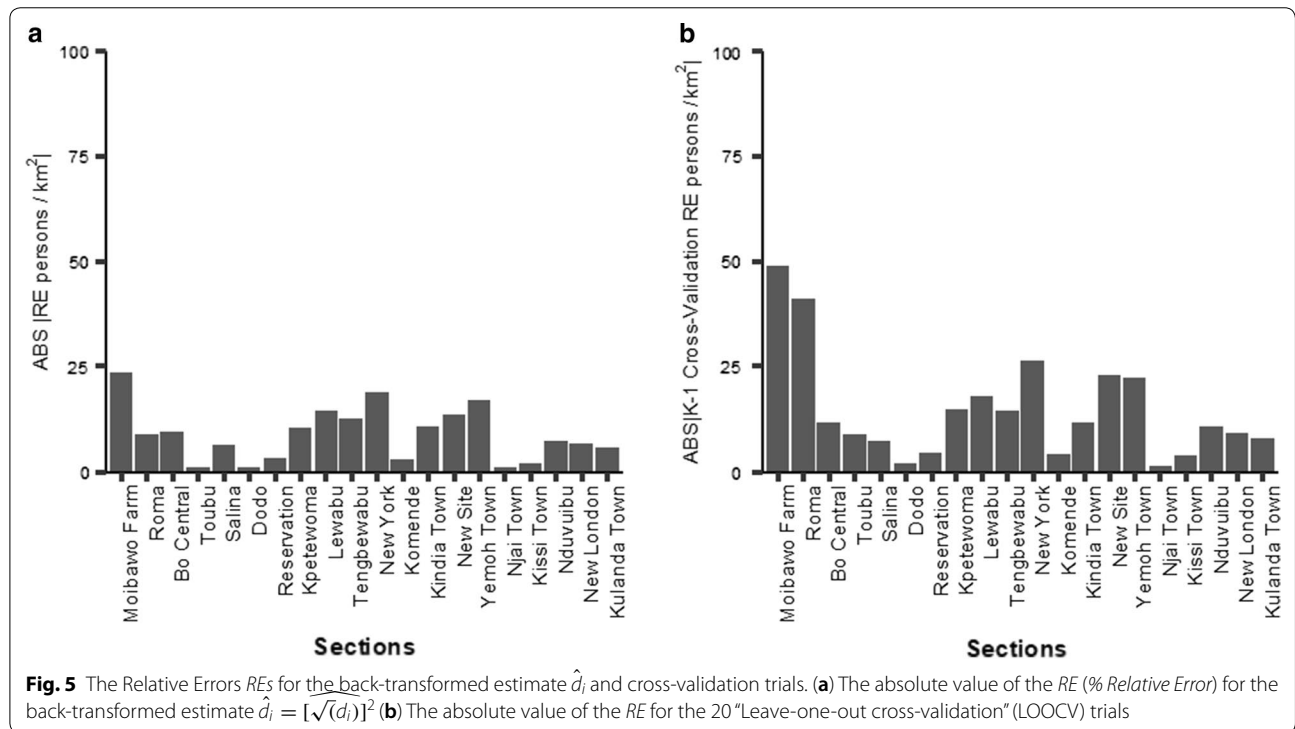 a
100
75
50
25
0
ABS |RE persons / km²|
Moibawo Farm
Roma
Bo Central
Toubu
Salina
Dodo
Reservation
Kpetewoma
Lewabu
Tengbewabu
New York
Komende
Kindia Town
New Site
Yemoh Town
Njai Town
Kissi Town
Nduvuibu
New London
Kulanda Town
Sections
b
100
75
50
25
0
ABS|K-1 Cross-Validation RE persons /km²|
Moibawo Farm
Roma
Bo Central
Toubu
Salina
Dodo
Reservation
Kpetewoma
Lewabu
Tengbewabu
New York
Komende
Kindia Town
New Site
Yemoh Town
Njai Town
Kissi Town
Nduvuibu
New London
Kulanda Town
Sections
Fig. 5 The Relative Errors REs for the back-transformed estimate d̂ᵢ and cross-validation trials. (a) The absolute value of the RE (% Relative Error) for the
back-transformed estimate d̂ᵢ = [√(dᵢ)^]² (b) The absolute value of the RE for the 20 “Leave-one-out cross-validation” (LOOCV) trials